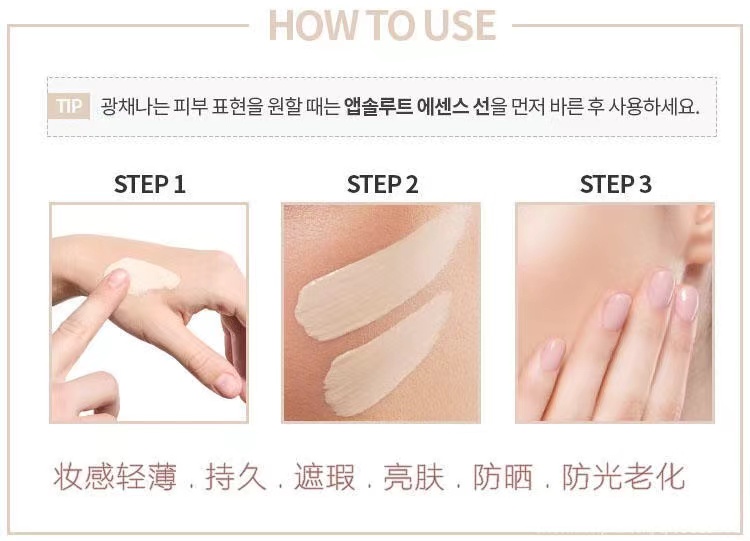 HOW TO USE
TIP 광채나는 피부 표현을 원할 때는 앱솔루트 에센스 선을 먼저 바른 후 사용하세요.
STEP 1 STEP 2 STEP 3
妆感轻薄 . 持久 . 遮瑕 . 亮肤 . 防晒 . 防光老化